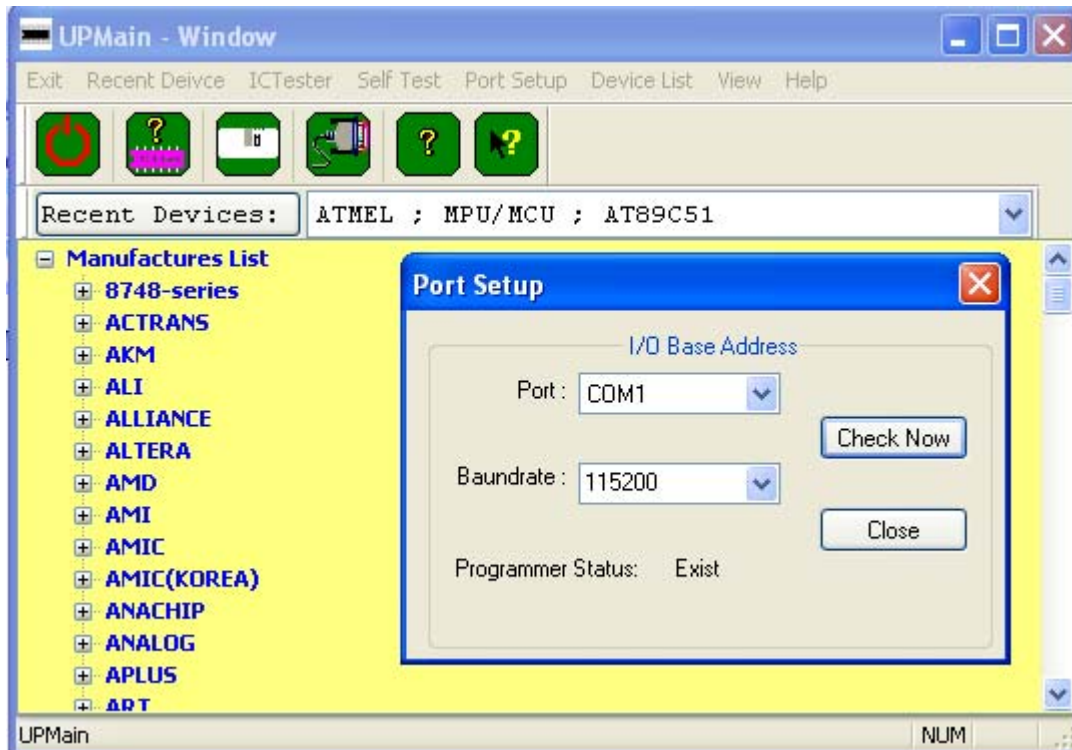 UPMain - Window
Exit Recent Deivce ICTester Self Test Port Setup Device List View Help
?
? ?
Recent Devices: ATMEL ; MPU/MCU ; AT89C51
Manufactures List
8748-series
ACTRANS
AKM
ALI
ALLIANCE
ALTERA
AMD
AMI
AMIC
AMIC(KOREA)
ANACHIP
ANALOG
APLUS
ART
Port Setup
I/O Base Address
Port : COM1
Check Now
Baundrate : 115200
Close
Programmer Status: Exist
UPMain NUM